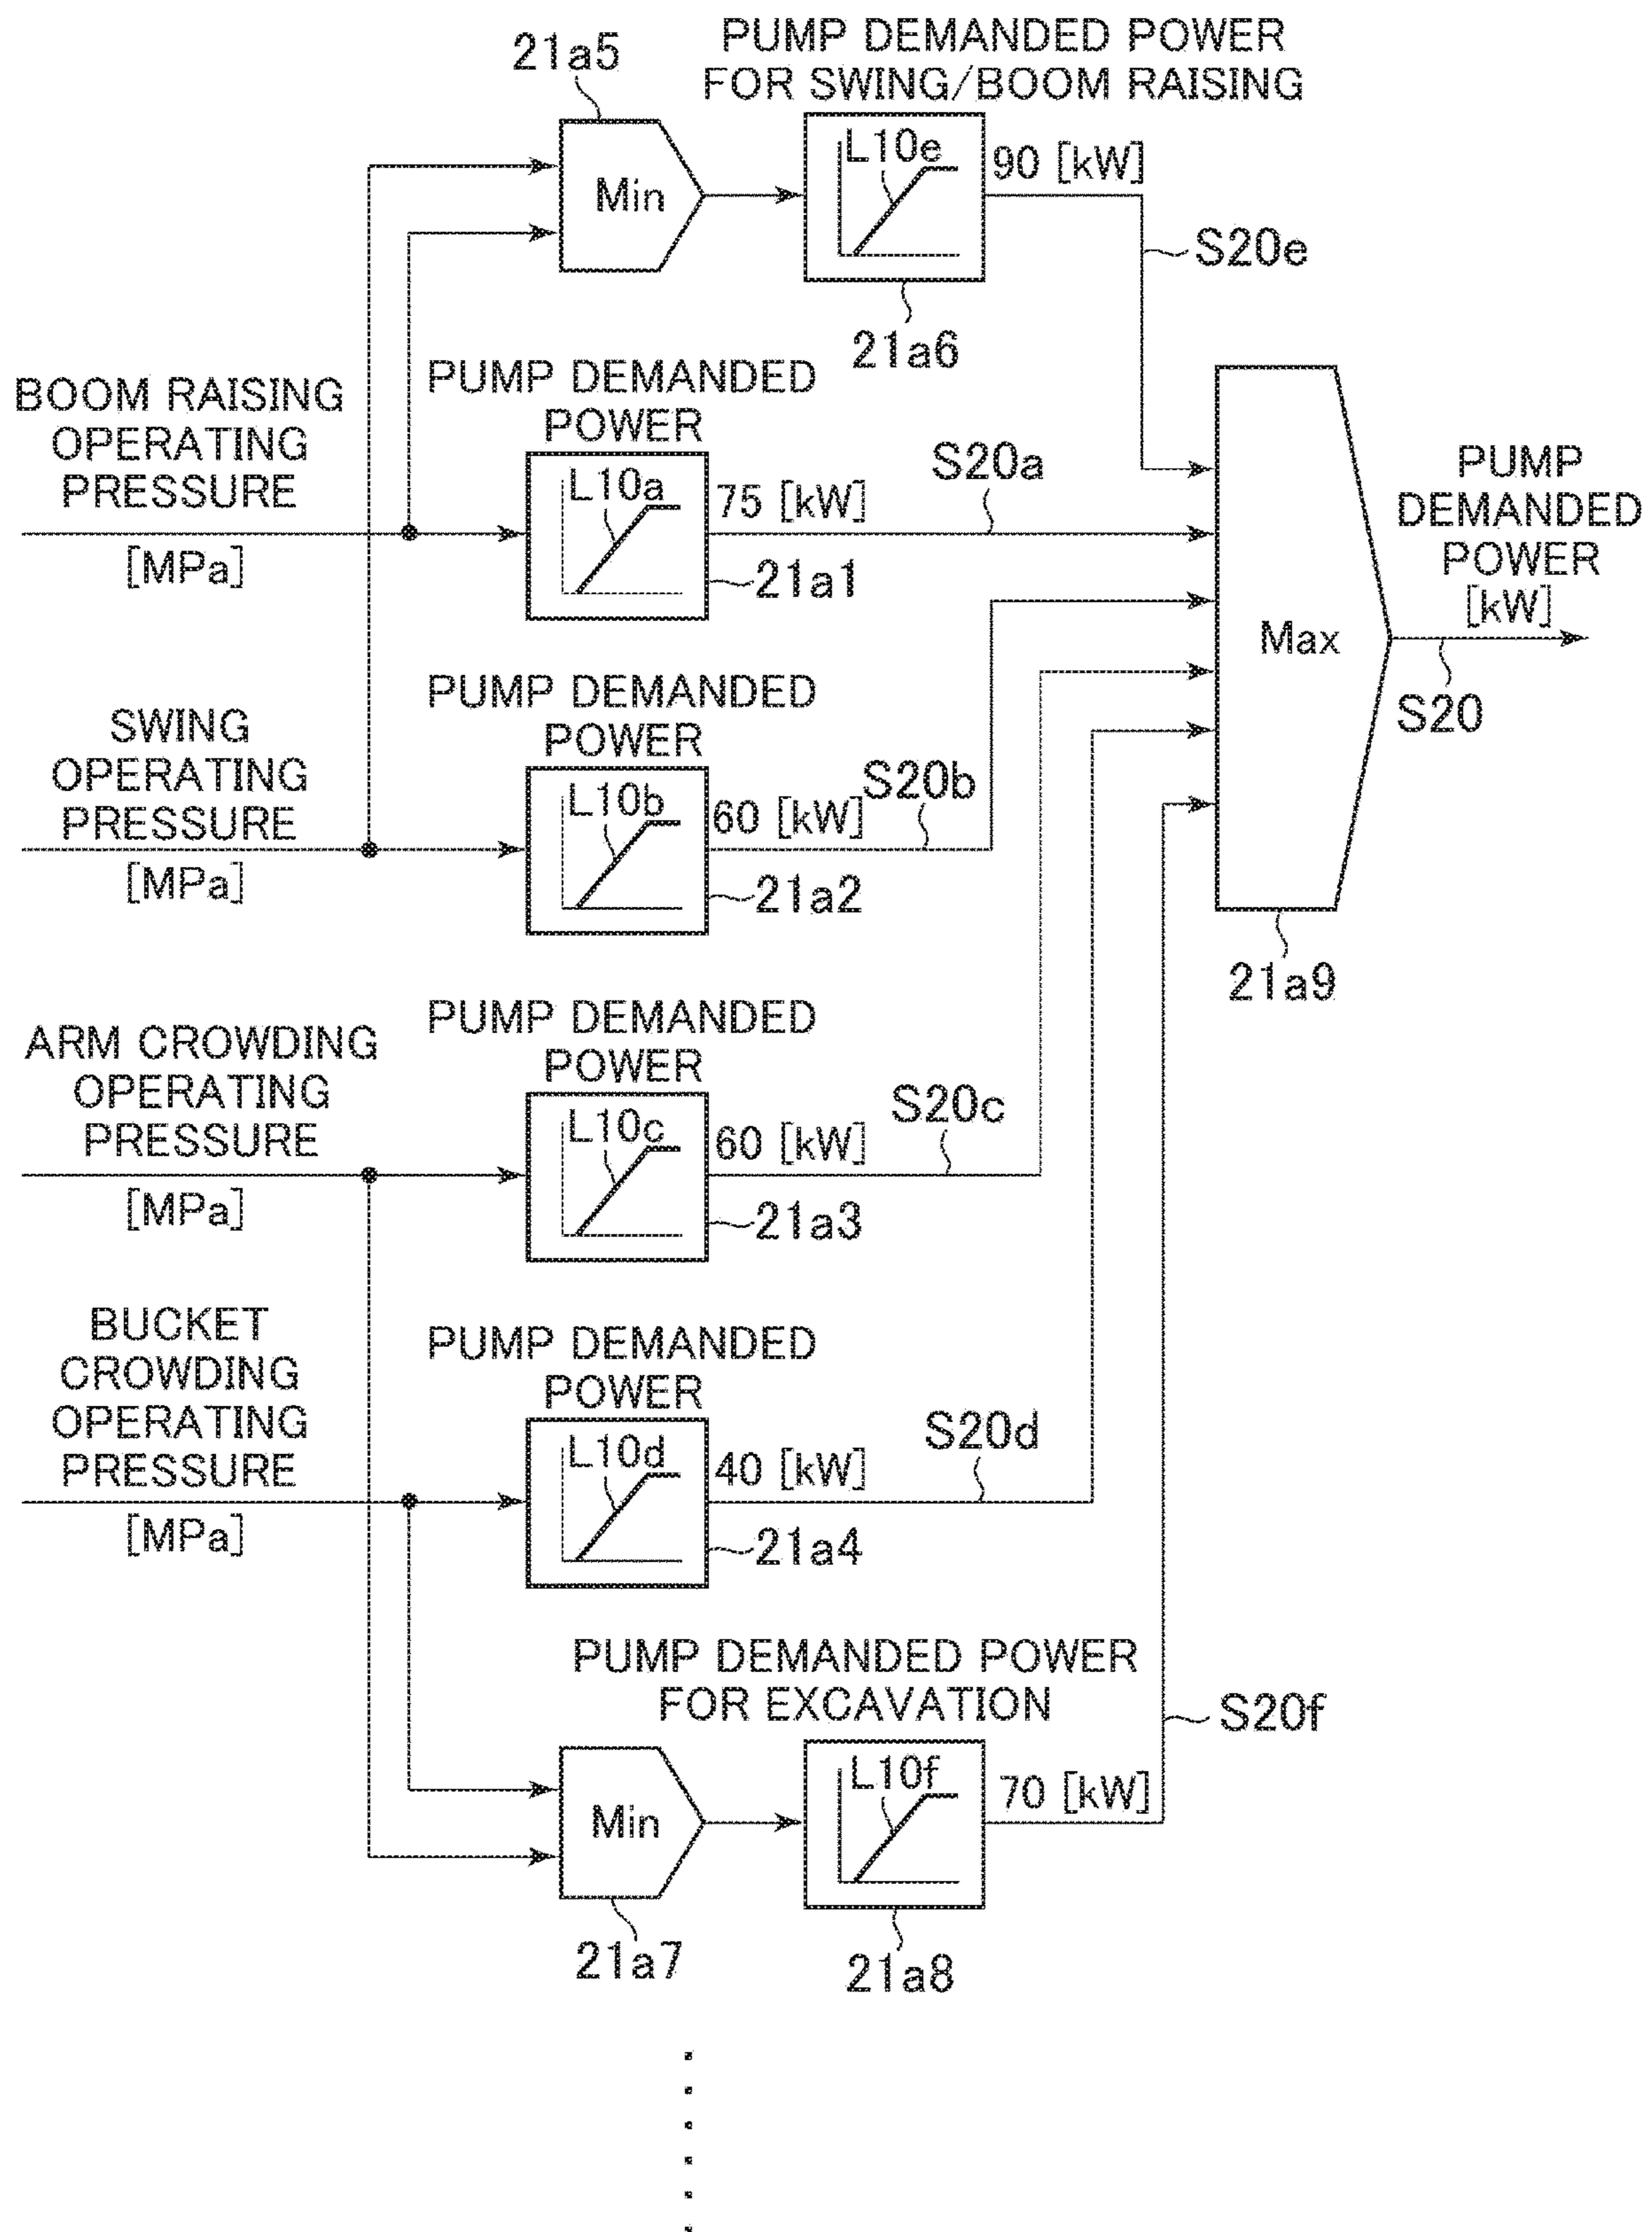 21a5
PUMP DEMANDED POWER
FOR SWING/BOOM RAISING
Min
L10e
90 [kW]
S20e
21a6
BOOM RAISING
OPERATING
PRESSURE
[MPa]
PUMP DEMANDED
POWER
L10a
75 [kW]
S20a
21a1
PUMP
DEMANDED
POWER
[kW]
Max
S20
21a9
SWING
OPERATING
PRESSURE
[MPa]
PUMP DEMANDED
POWER
L10b
60 [kW]
S20b
21a2
ARM CROWDING
OPERATING
PRESSURE
[MPa]
PUMP DEMANDED
POWER
L10c
60 [kW]
S20c
21a3
BUCKET
CROWDING
OPERATING
PRESSURE
[MPa]
PUMP DEMANDED
POWER
L10d
40 [kW]
S20d
21a4
PUMP DEMANDED POWER
FOR EXCAVATION
Min
L10f
70 [kW]
S20f
21a7
21a8